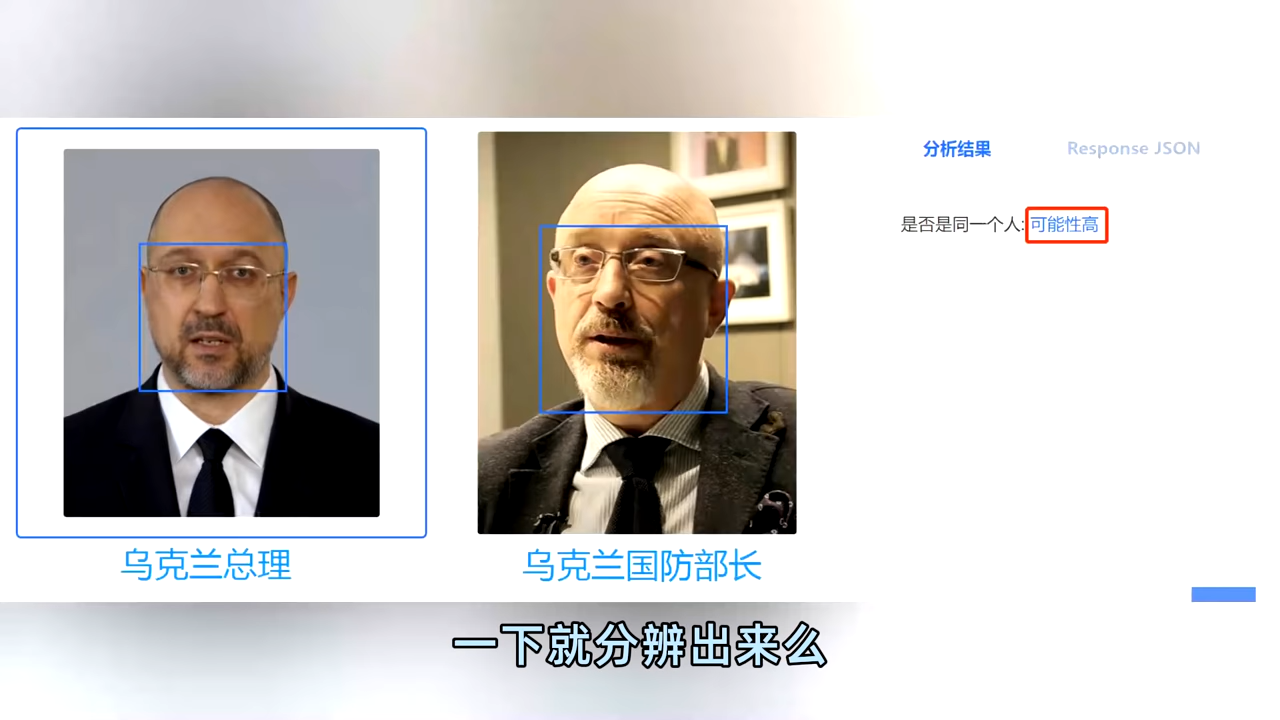 分析结果
Response JSON
是否是同一个人: 可能性高
乌克兰总理
乌克兰国防部长
一下就分辨出来么